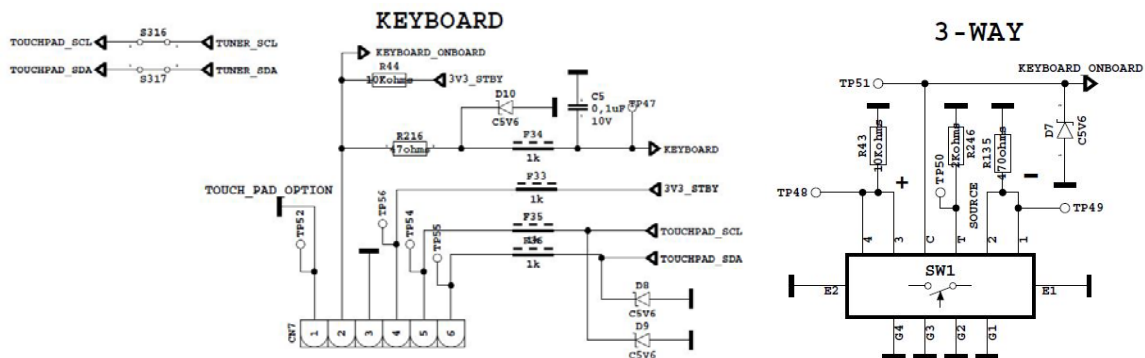 KEYBOARD
S316
TOUCHPAD_SCL
TUNER_SCL
TOUCHPAD_SDA
TUNER_SDA
S317
KEYBOARD_ONBOARD
R44
10Kohms
3V3_STBY
D10
C5V6
C5
0,1uF
10V
TP47
R216
47ohms
F34
1k
KEYBOARD
TOUCH_PAD_OPTION
F33
1k
3V3_STBY
TP52
TP56
TP54
TP55
F35
TOUCHPAD_SCL
1k
TOUCHPAD_SDA
D8
C5V6
D9
C5V6
CN7
1 2 3 4 5 6
3-WAY
KEYBOARD_ONBOARD
TP51
R43
10Kohms
TP50
2Kohms
R246
R135
470ohms
D7
C5V6
TP48
+
-
SOURCE
TP49
4 3 C T 2 1
SW1
E2
E1
G4 G3 G2 G1